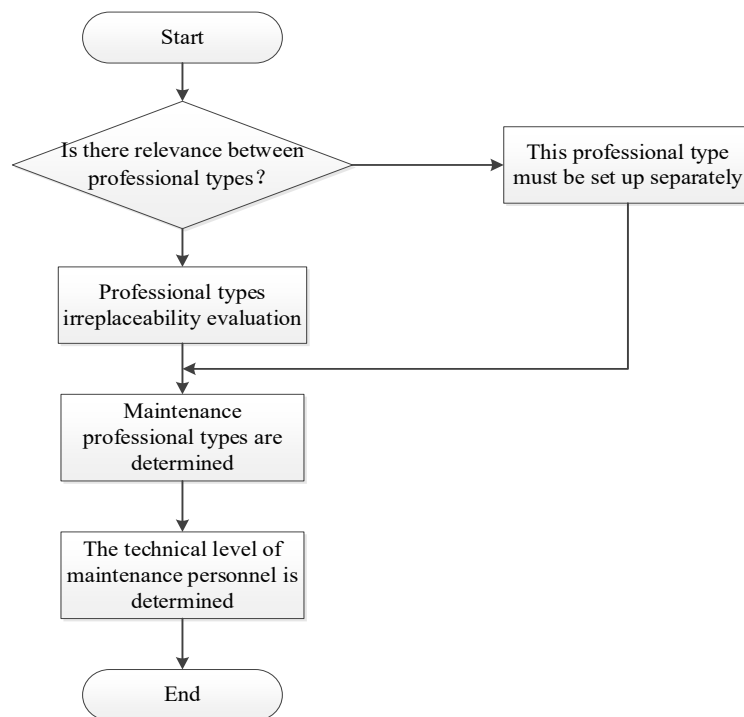 Start
Is there relevance between
professional types？
This professional type
must be set up separately
Professional types
irreplaceability evaluation
Maintenance
professional types are
determined
The technical level of
maintenance personnel is
determined
End